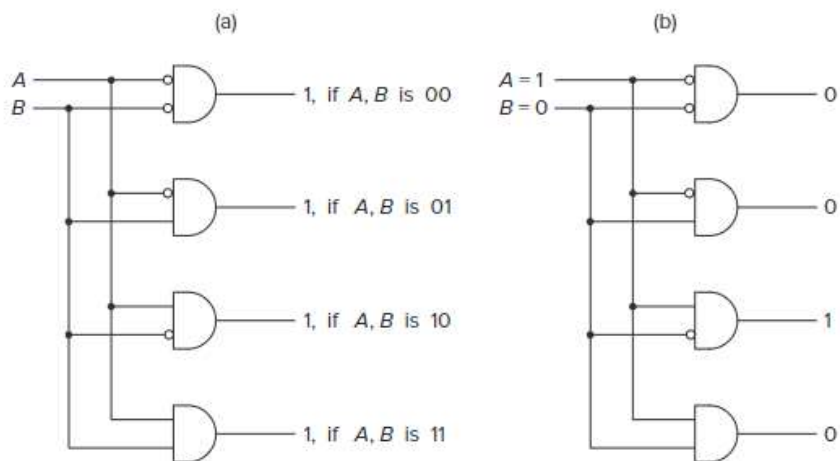 (a)
A
B
1, if A, B is 00
1, if A, B is 01
1, if A, B is 10
1, if A, B is 11
(b)
A = 1
B = 0
0
0
1
0